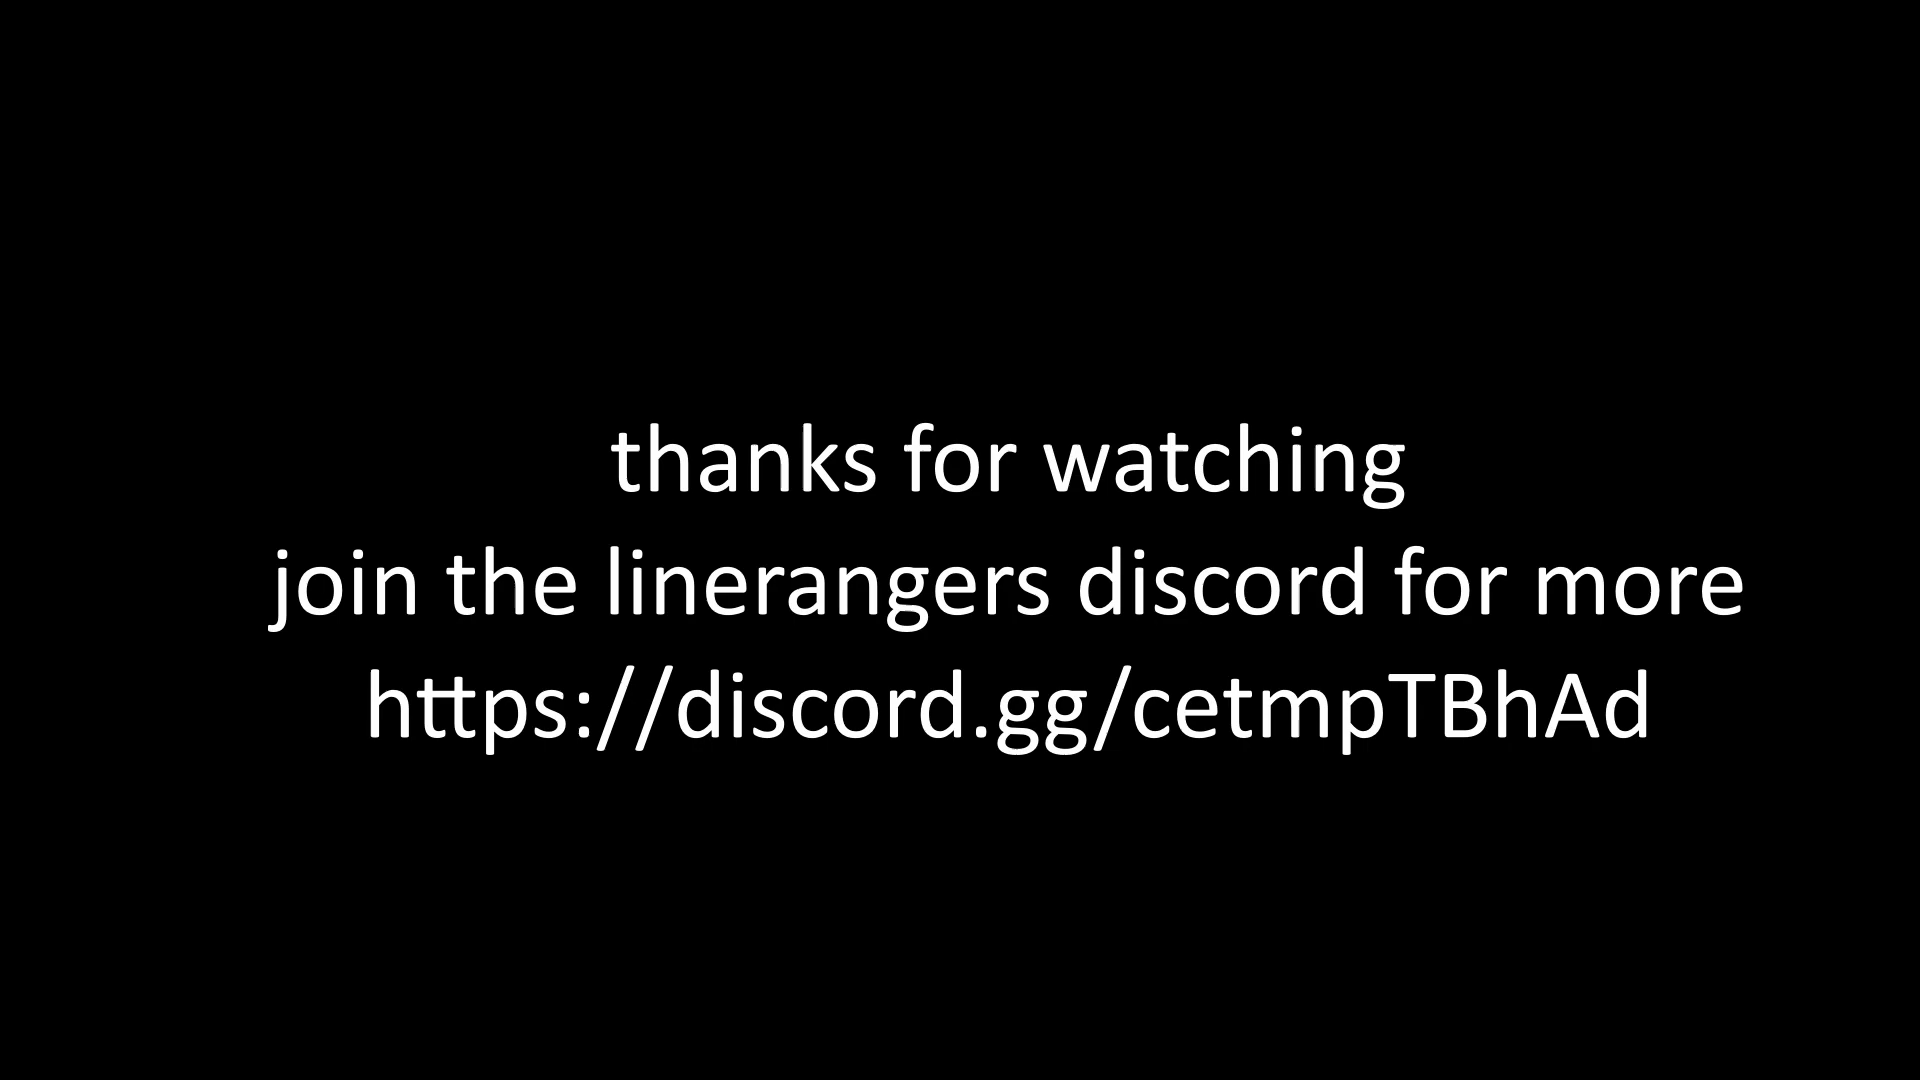 thanks for watching
join the linerangers discord for more
https://discord.gg/cetmpTBhAd